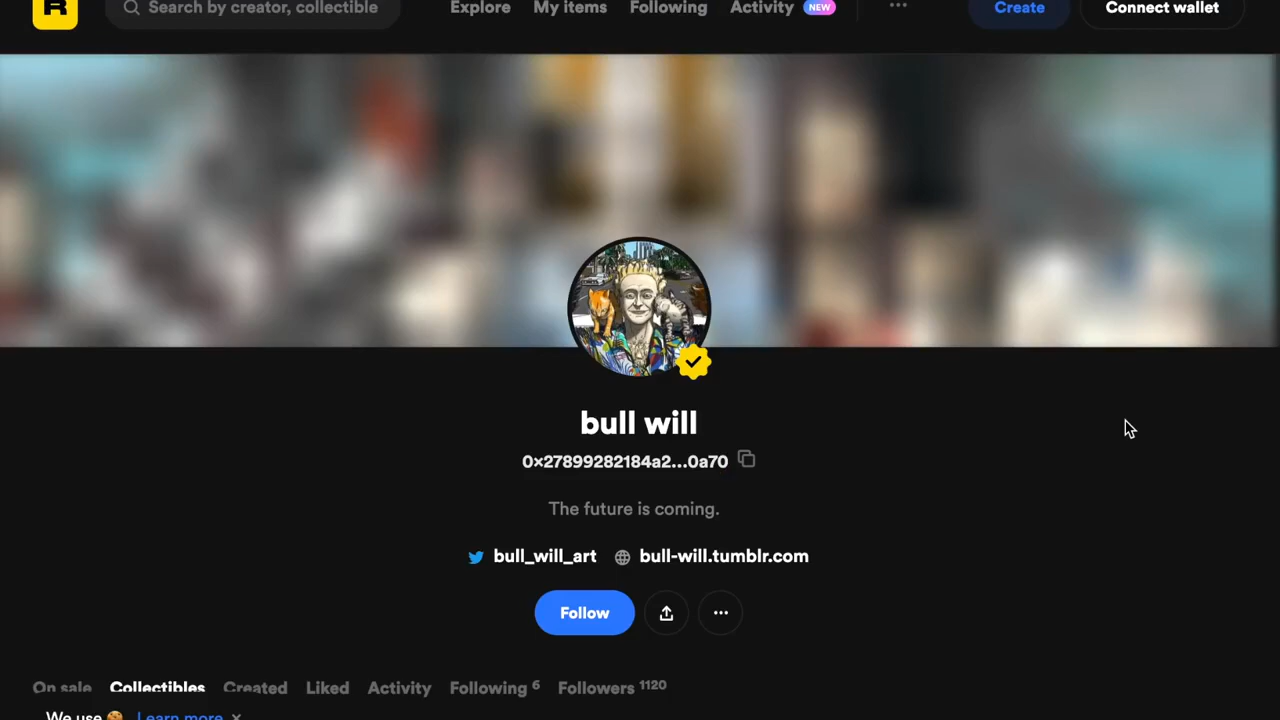 R Search by creator, collectible Explore My items Following Activity NEW ... Create Connect wallet
bull will
0×27899282184a2...0a70
The future is coming.
bull_will_art bull-will.tumblr.com
Follow
On sale Collectibles Created Liked Activity Following 6 Followers 1120
We use 🍪 Learn more ×